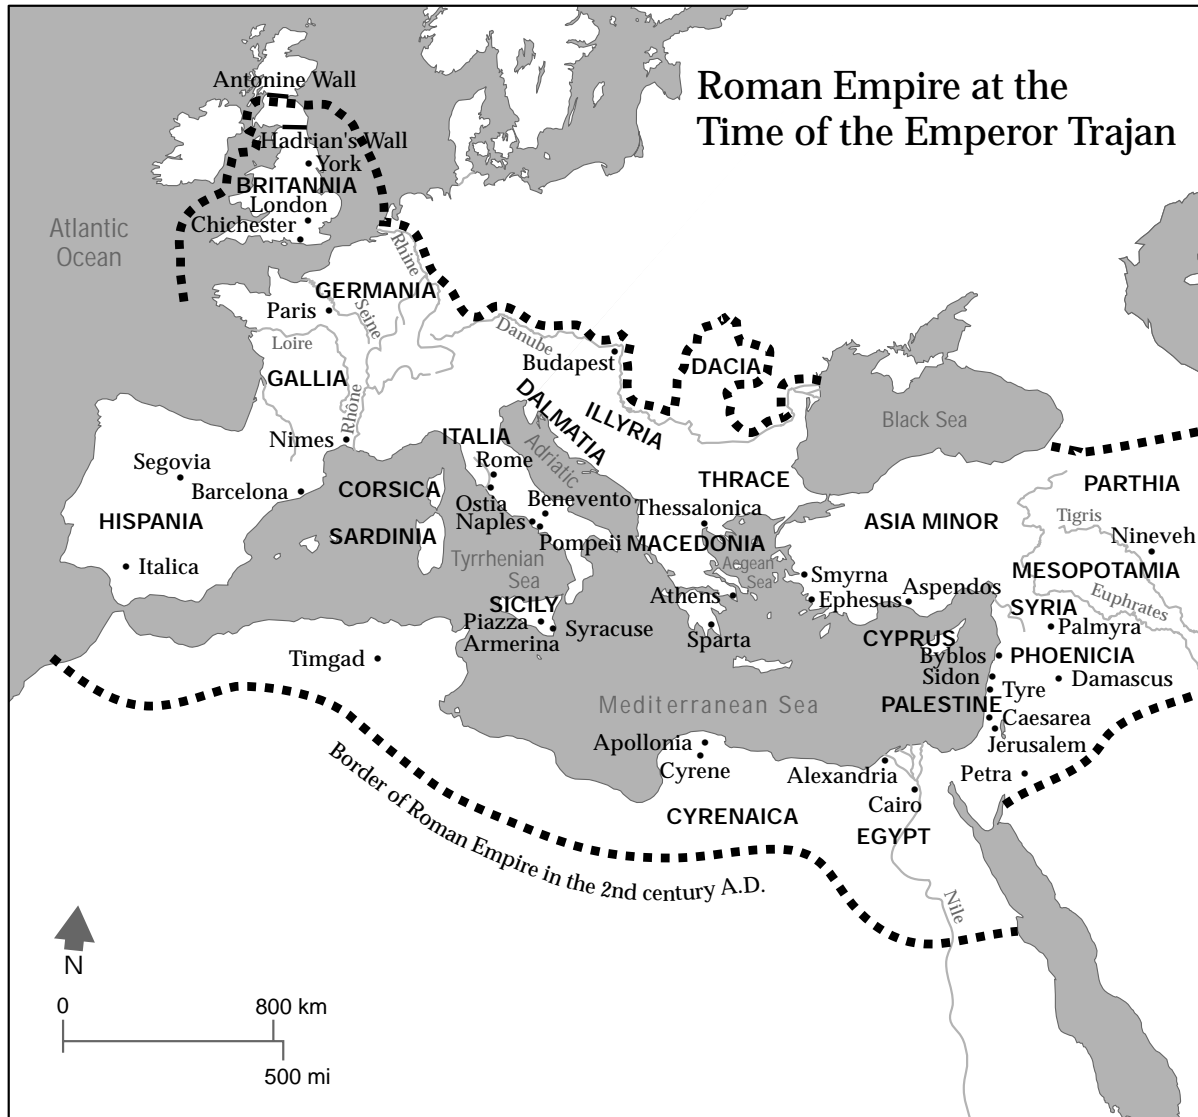 Roman Empire at the
Time of the Emperor Trajan
Antonine Wall
Hadrian's Wall
York
BRITANNIA
London
Chichester
Atlantic
Ocean
Rhine
GERMANIA
Paris
Seine
Loire
Danube
Budapest
DACIA
GALLIA
Rhône
DALMATIA
ILLYRIA
Black Sea
Nimes
ITALIA
Rome
Adriatic
Segovia
Barcelona
CORSICA
Ostia
Benevento
THRACE
Thessalonica
PARTHIA
HISPANIA
SARDINIA
Naples
Pompeii
MACEDONIA
ASIA MINOR
Tigris
Nineveh
Italica
Tyrrhenian
Sea
Aegean
Sea
Smyrna
MESOPOTAMIA
Athens
Ephesus
Aspendos
Euphrates
SICILY
Piazza
Armerina
Syracuse
Sparta
CYPRUS
SYRIA
Palmyra
Timgad
Byblos
PHOENICIA
Sidon
Damascus
Tyre
Mediterranean Sea
PALESTINE
Caesarea
Jerusalem
Apollonia
Cyrene
Alexandria
Petra
Cairo
CYRENAICA
EGYPT
Border of Roman Empire in the 2nd century A.D.
Nile
N
0
800 km
500 mi